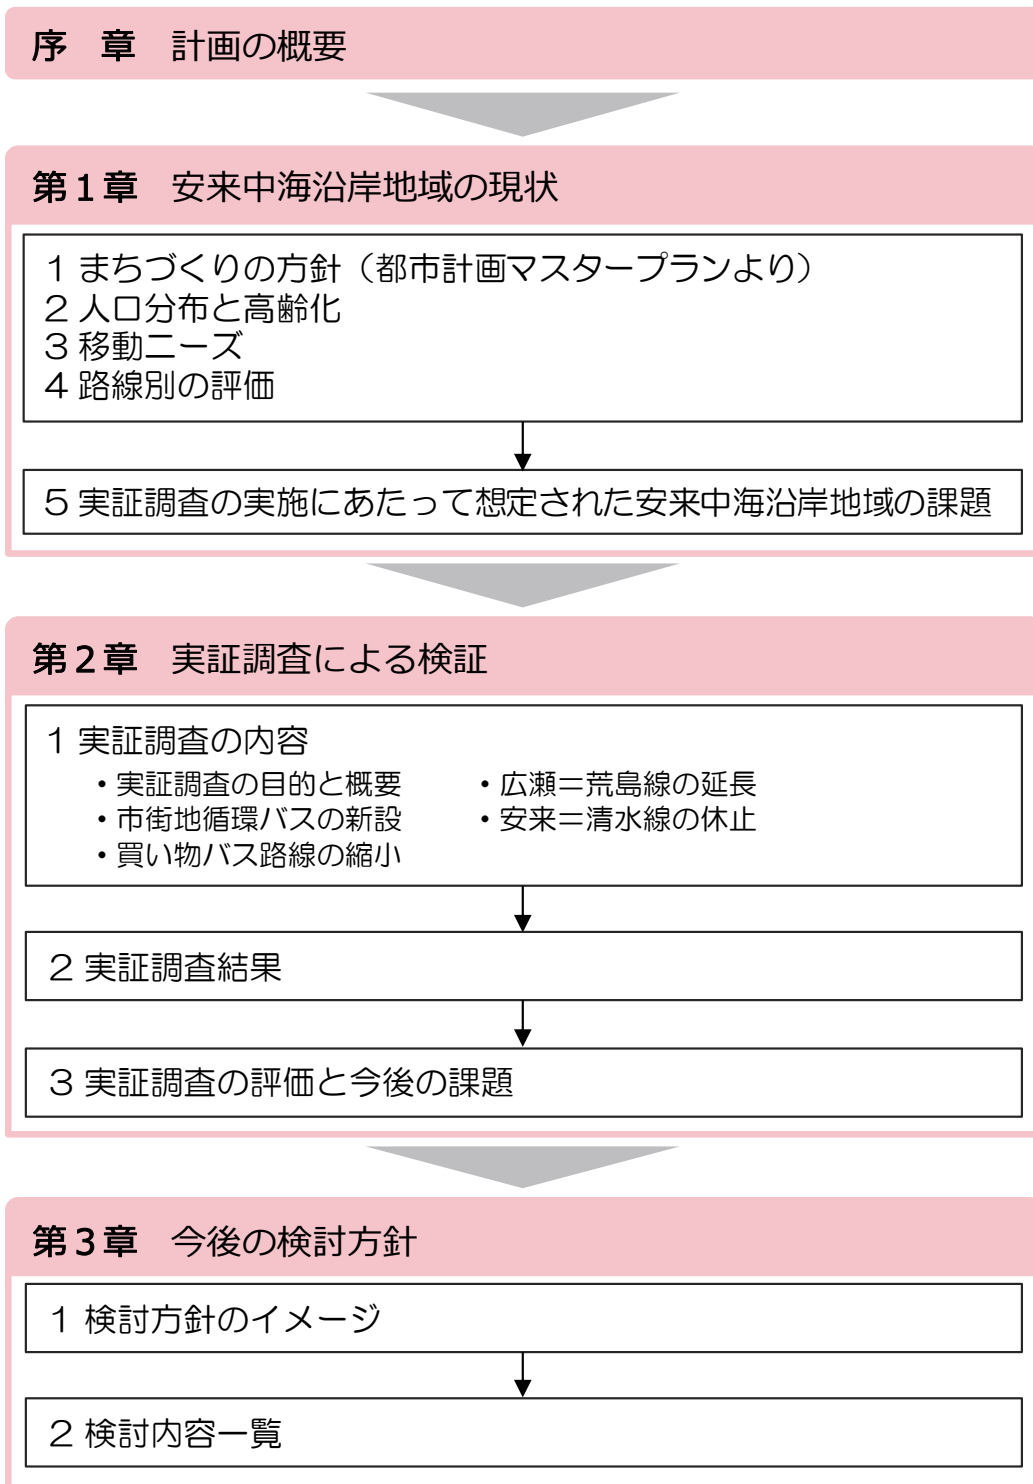 序　章　計画の概要
第１章　安来中海沿岸地域の現状
１ まちづくりの方針（都市計画マスタープランより）
２ 人口分布と高齢化
３ 移動ニーズ
４ 路線別の評価
５ 実証調査の実施にあたって想定された安来中海沿岸地域の課題
第２章　実証調査による検証
１ 実証調査の内容
・実証調査の目的と概要　　・広瀬＝荒島線の延長
・市街地循環バスの新設　　・安来＝清水線の休止
・買い物バス路線の縮小
２ 実証調査結果
３ 実証調査の評価と今後の課題
第３章　今後の検討方針
１ 検討方針のイメージ
２ 検討内容一覧